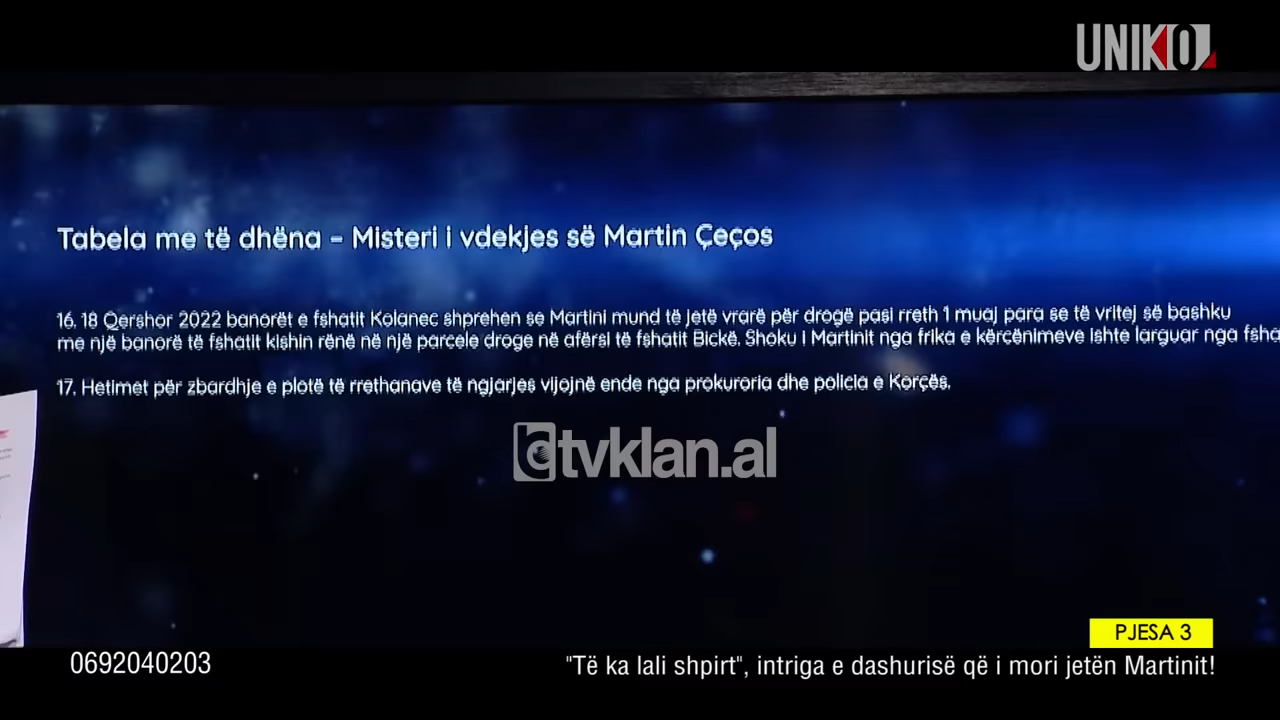 UNIKO
Tabela me të dhëna – Misteri i vdekjes së Martin Çeços
16. 18 Qershor 2022 banorët e fshatit Kolanec shprehen se Martini mund të jetë vrarë për drogë pasi rreth 1 muaj para se të vritej së bashku
me një banorë të fshatit kishin rënë në një parcele droge në afërsi të fshatit Bickë. Shoku i Martinit nga frika e kërcënimeve ishte larguar nga fsha
17. Hetimet për zbardhje e plotë të rrethanave të ngjarjes vijojnë ende nga prokuroria dhe policia e Korçës.
tvklan.al
PJESA 3
0692040203
"Të ka lali shpirt", intriga e dashurisë që i mori jetën Martinit!